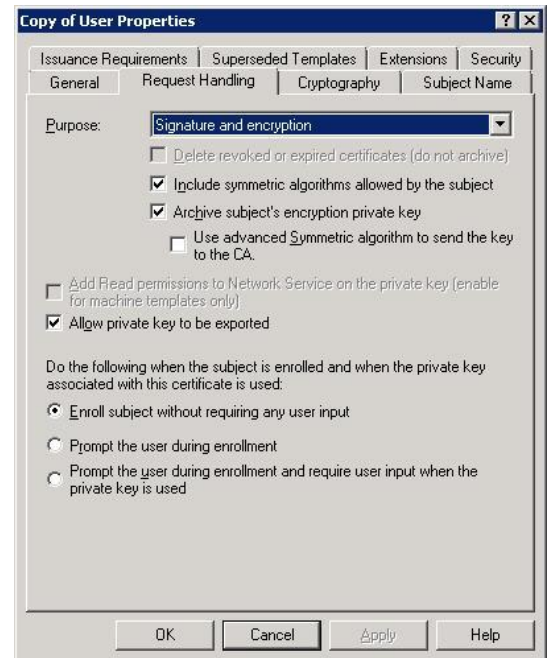 Copy of User Properties
Issuance Requirements Superseded Templates Extensions Security
General Request Handling Cryptography Subject Name
Purpose: Signature and encryption
Delete revoked or expired certificates (do not archive)
Include symmetric algorithms allowed by the subject
Archive subject's encryption private key
Use advanced Symmetric algorithm to send the key
to the CA.
Add Read permissions to Network Service on the private key (enable
for machine templates only)
Allow private key to be exported
Do the following when the subject is enrolled and when the private key
associated with this certificate is used:
Enroll subject without requiring any user input
Prompt the user during enrollment
Prompt the user during enrollment and require user input when the
private key is used
OK Cancel Apply Help